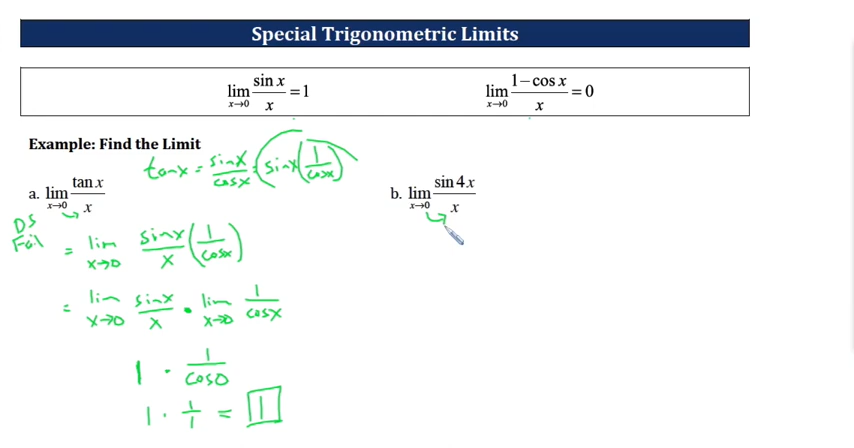 Special Trigonometric Limits
lim x→0 sin x / x = 1    lim x→0 1 − cos x / x = 0
Example: Find the Limit
tan x = sin x / cos x = sin x (1 / cos x)
a. lim x→0 tan x / x
b. lim x→0 sin 4x / x
DS
Fail
= lim x→0 sin x / x (1 / cos x)
= lim x→0 sin x / x · lim x→0 1 / cos x
1 · 1 / cos 0
1 · 1/1 = 1